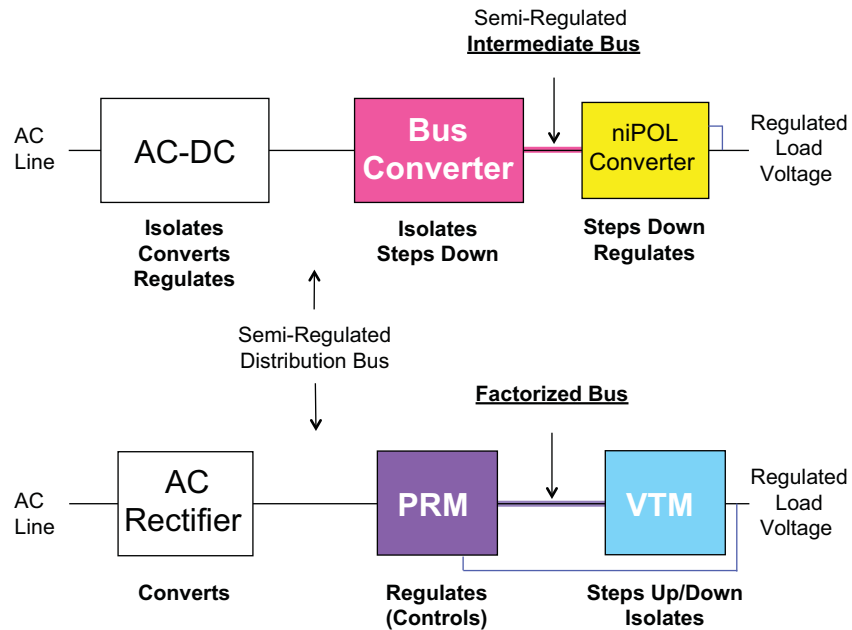 Semi-Regulated
Intermediate Bus
AC
Line
AC-DC
Bus
Converter
niPOL
Converter
Regulated
Load
Voltage
Isolates
Converts
Regulates
Isolates
Steps Down
Steps Down
Regulates
Semi-Regulated
Distribution Bus
Factorized Bus
AC
Line
AC
Rectifier
PRM
VTM
Regulated
Load
Voltage
Converts
Regulates
(Controls)
Steps Up/Down
Isolates